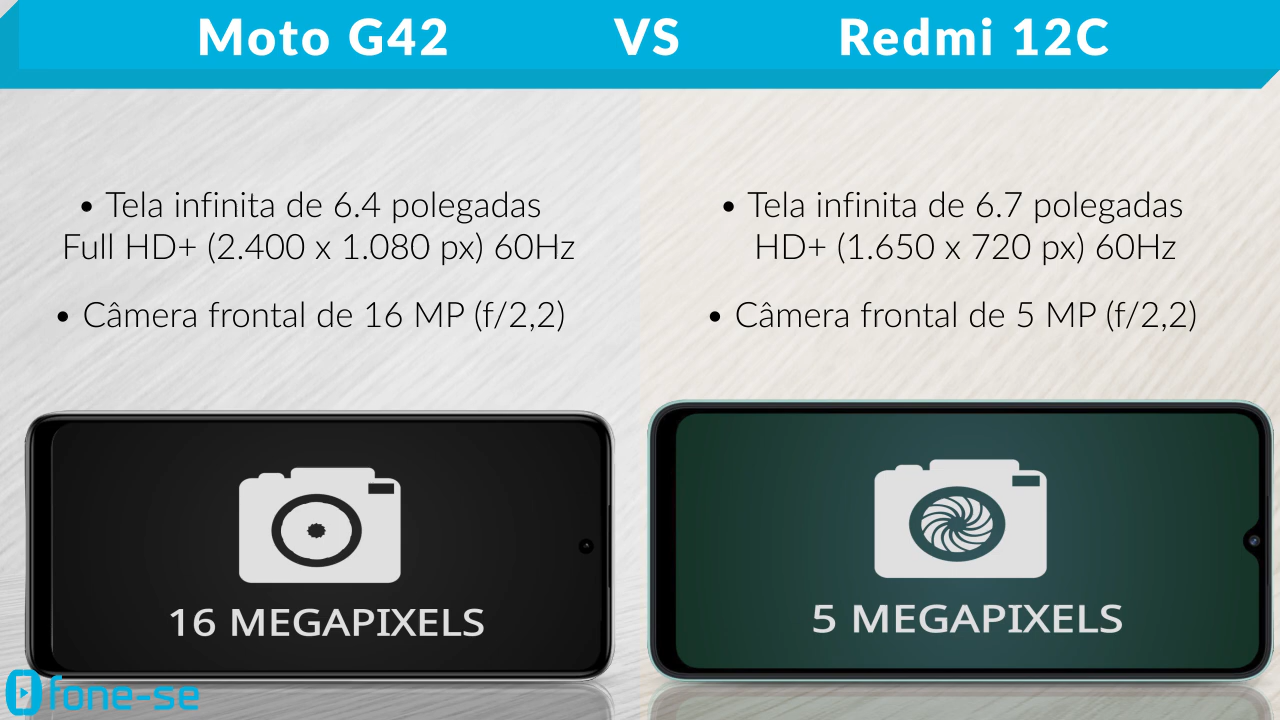 Moto G42 VS Redmi 12C
• Tela infinita de 6.4 polegadas
Full HD+ (2.400 x 1.080 px) 60Hz
• Câmera frontal de 16 MP (f/2,2)
• Tela infinita de 6.7 polegadas
HD+ (1.650 x 720 px) 60Hz
• Câmera frontal de 5 MP (f/2,2)
16 MEGAPIXELS
5 MEGAPIXELS
fone-se